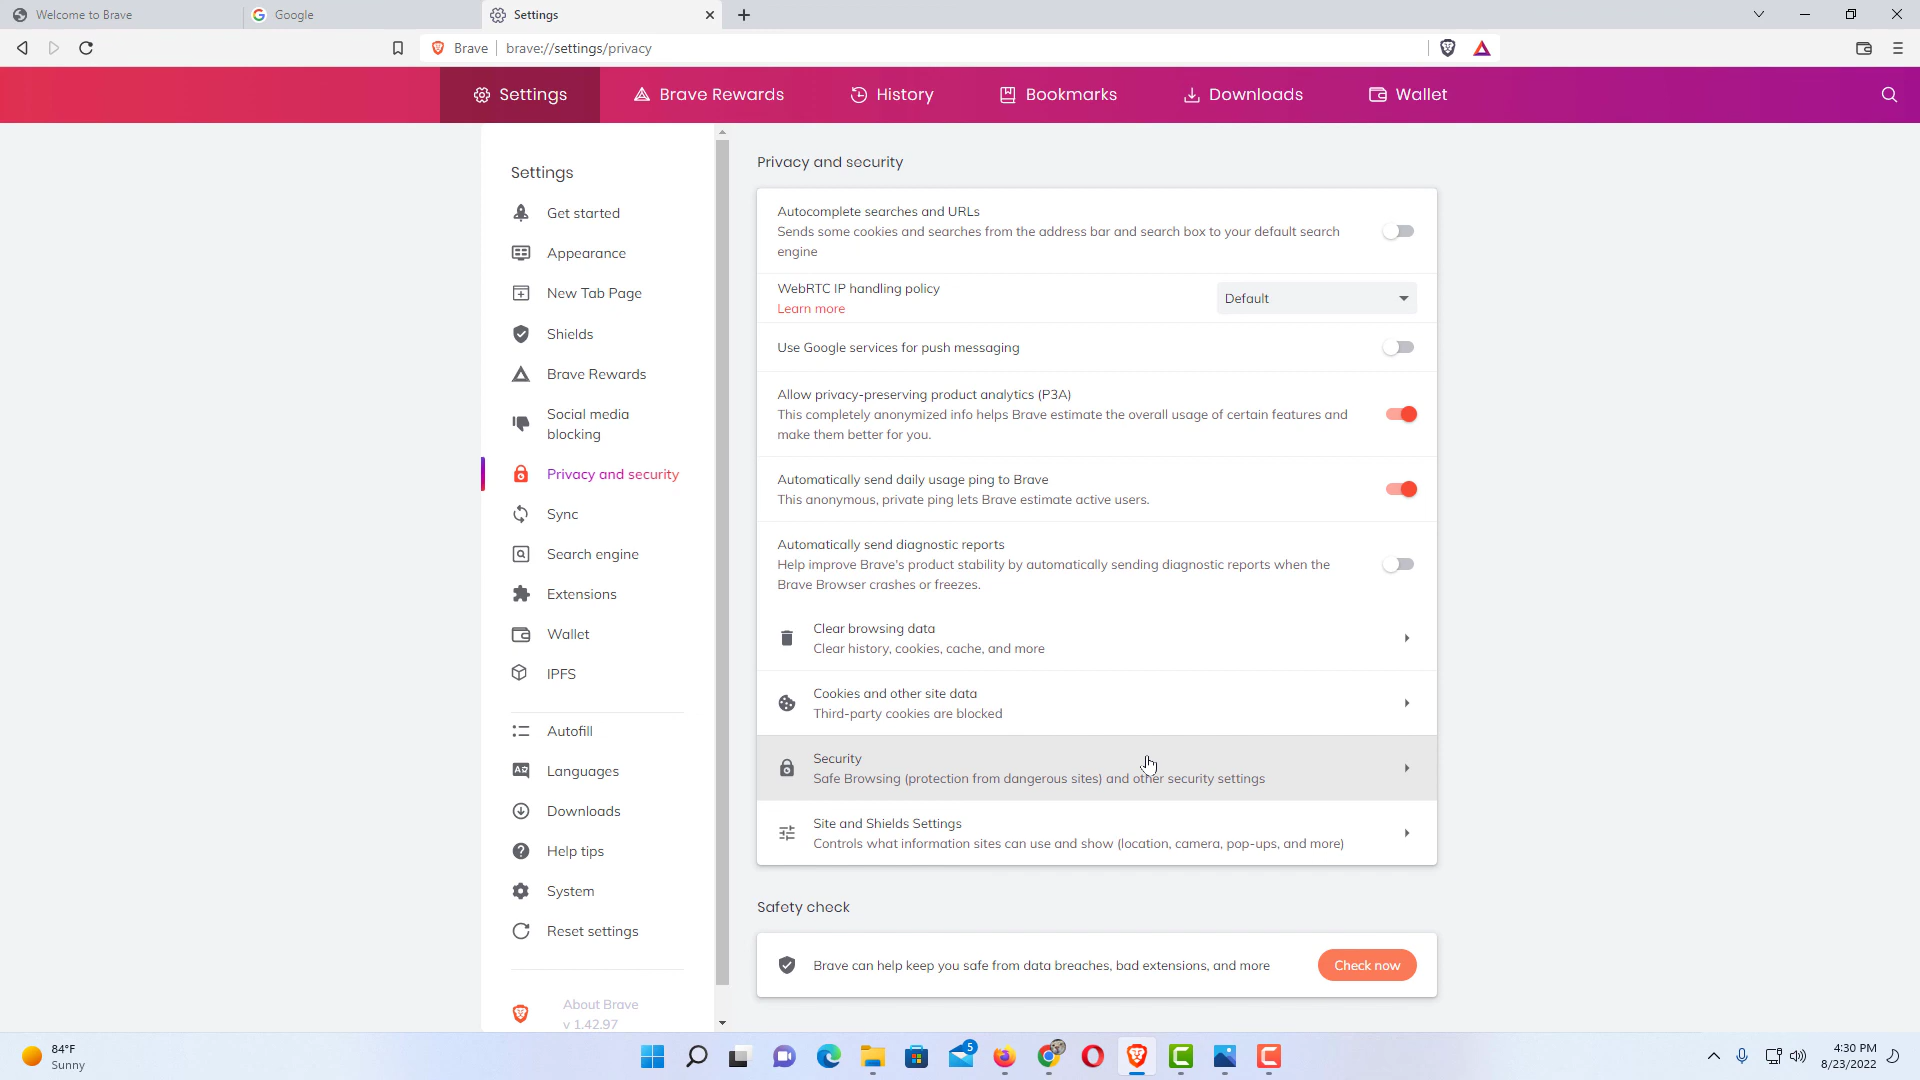 Welcome to Brave
Google
Settings
Brave
brave://settings/privacy
Settings
Brave Rewards
History
Bookmarks
Downloads
Wallet
Settings
Get started
Appearance
New Tab Page
Shields
Brave Rewards
Social media
blocking
Privacy and security
Sync
Search engine
Extensions
Wallet
IPFS
Autofill
Languages
Downloads
Help tips
System
Reset settings
About Brave
v 1.42.97
Privacy and security
Autocomplete searches and URLs
Sends some cookies and searches from the address bar and search box to your default search
engine
WebRTC IP handling policy
Learn more
Default
Use Google services for push messaging
Allow privacy-preserving product analytics (P3A)
This completely anonymized info helps Brave estimate the overall usage of certain features and
make them better for you.
Automatically send daily usage ping to Brave
This anonymous, private ping lets Brave estimate active users.
Automatically send diagnostic reports
Help improve Brave's product stability by automatically sending diagnostic reports when the
Brave Browser crashes or freezes.
Clear browsing data
Clear history, cookies, cache, and more
Cookies and other site data
Third-party cookies are blocked
Security
Safe Browsing (protection from dangerous sites) and other security settings
Site and Shields Settings
Controls what information sites can use and show (location, camera, pop-ups, and more)
Safety check
Brave can help keep you safe from data breaches, bad extensions, and more
Check now
84°F
Sunny
5
4:30 PM
8/23/2022